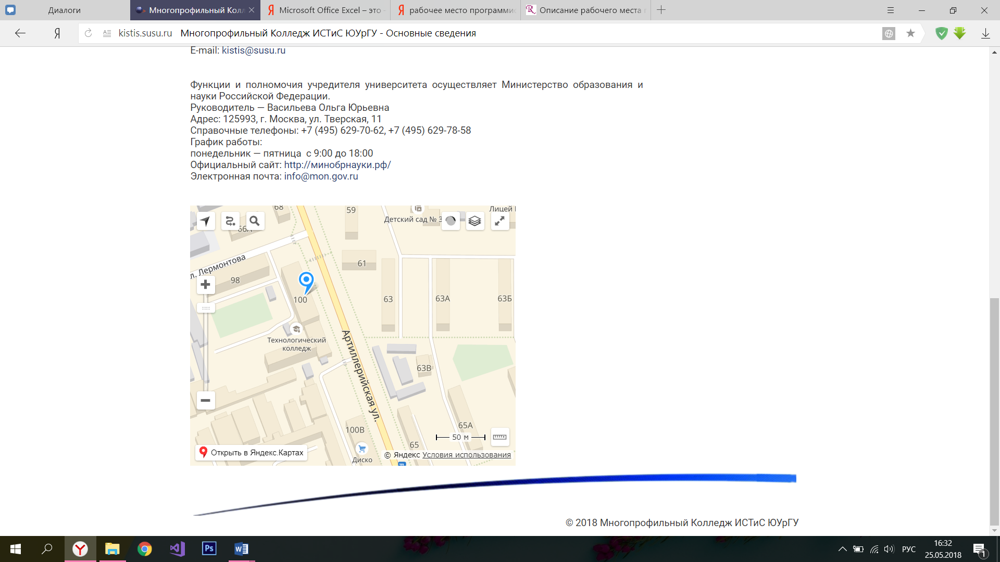 Диалоги
Многопрофильный Колл
Microsoft Office Excel – это
рабочее место программис
Описание рабочего места
kistis.susu.ru Многопрофильный Колледж ИСТиС ЮУрГУ - Основные сведения
E-mail: kistis@susu.ru
Функции и полномочия учредителя университета осуществляет Министерство образования и
науки Российской Федерации.
Руководитель — Васильева Ольга Юрьевна
Адрес: 125993, г. Москва, ул. Тверская, 11
Справочные телефоны: +7 (495) 629-70-62, +7 (495) 629-78-58
График работы:
понедельник — пятница с 9:00 до 18:00
Официальный сайт: http://минобрнауки.рф/
Электронная почта: info@mon.gov.ru
68
59
Детский сад № 3
Лицей
66А
л. Лермонтова
98
61
100
63
63А
63Б
Технологический
колледж
Артиллерийская ул.
63В
100В
65А
65
50 м
Диско
Открыть в Яндекс.Картах
© Яндекс Условия использования
© 2018 Многопрофильный Колледж ИСТиС ЮУрГУ
РУС
16:32
25.05.2018
1